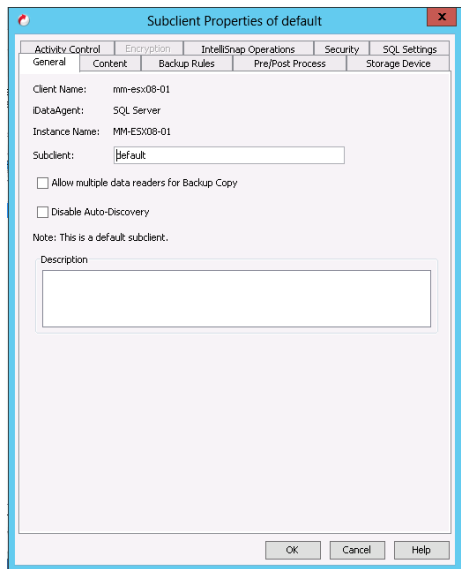 Subclient Properties of default
x
Activity Control Encryption IntelliSnap Operations Security SQL Settings
General Content Backup Rules Pre/Post Process Storage Device
Client Name: mm-esx08-01
iDataAgent: SQL Server
Instance Name: MM-ESX08-01
Subclient: default
Allow multiple data readers for Backup Copy
Disable Auto-Discovery
Note: This is a default subclient.
Description
OK Cancel Help